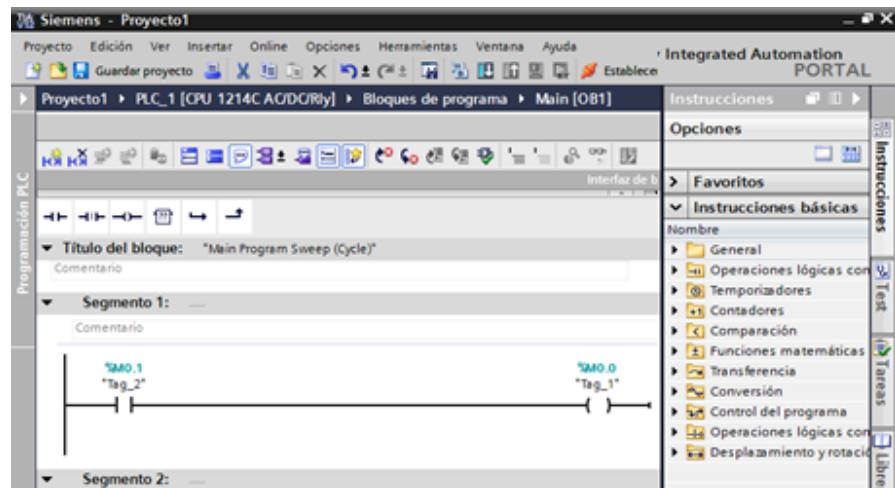 Siemens - Proyecto1
Proyecto Edición Ver Insertar Online Opciones Herramientas Ventana Ayuda
Integrated Automation
PORTAL
Guardar proyecto
Establece
Proyecto1 PLC_1 [CPU 1214C AC/DC/Rly] Bloques de programa Main [OB1]
Instrucciones
Opciones
Interfaz de b
Favoritos
Instrucciones básicas
Nombre
General
Operaciones lógicas con
Temporizadores
Contadores
Comparación
Funciones matemáticas
Transferencia
Conversión
Control del programa
Operaciones lógicas con
Desplazamiento y rotació
Título del bloque: "Main Program Sweep (Cycle)"
Comentario
Segmento 1:
Comentario
%M0.1
"Tag_2"
%M0.0
"Tag_1"
Segmento 2:
Programación PLC
Instrucciones
Test
Tareas
Libre